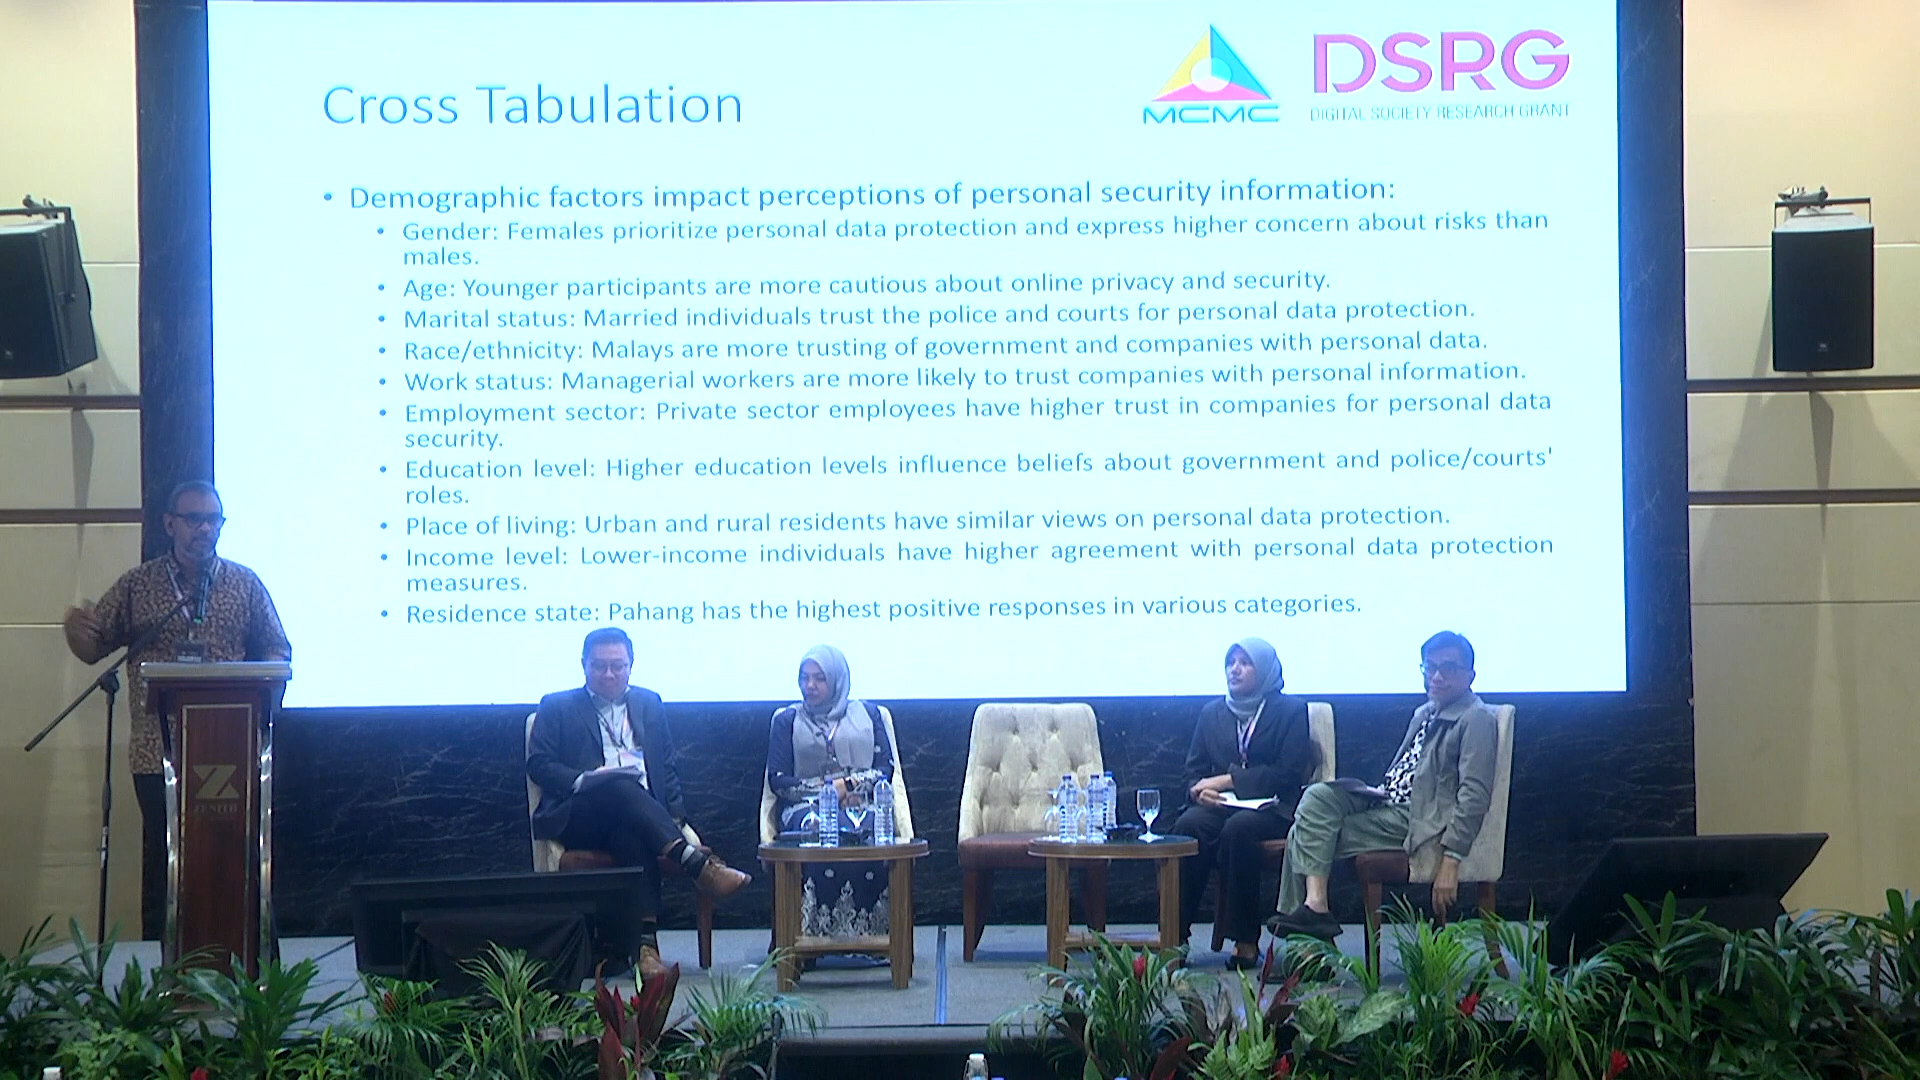 Cross Tabulation
MCMC
DSRG
DIGITAL SOCIETY RESEARCH GRANT
• Demographic factors impact perceptions of personal security information:
• Gender: Females prioritize personal data protection and express higher concern about risks than
males.
• Age: Younger participants are more cautious about online privacy and security.
• Marital status: Married individuals trust the police and courts for personal data protection.
• Race/ethnicity: Malays are more trusting of government and companies with personal data.
• Work status: Managerial workers are more likely to trust companies with personal information.
• Employment sector: Private sector employees have higher trust in companies for personal data
security.
• Education level: Higher education levels influence beliefs about government and police/courts'
roles.
• Place of living: Urban and rural residents have similar views on personal data protection.
• Income level: Lower-income individuals have higher agreement with personal data protection
measures.
• Residence state: Pahang has the highest positive responses in various categories.
ZENITH